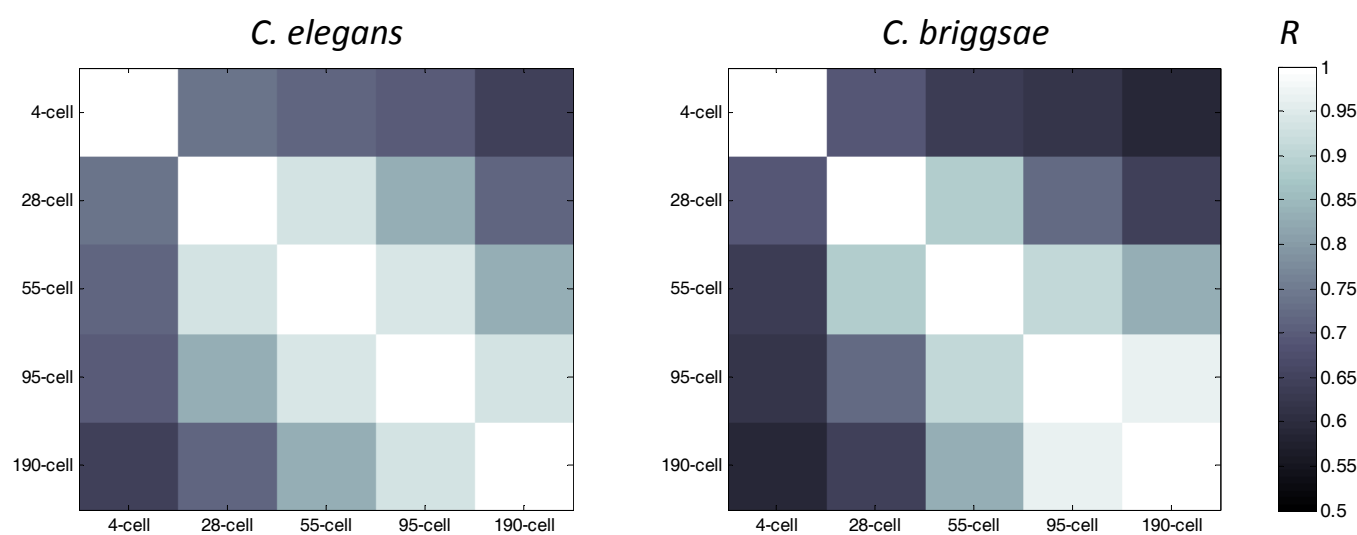 C. elegans
C. briggsae
R
4-cell
28-cell
55-cell
95-cell
190-cell
4-cell
28-cell
55-cell
95-cell
190-cell
4-cell
28-cell
55-cell
95-cell
190-cell
4-cell
28-cell
55-cell
95-cell
190-cell
1
0.95
0.9
0.85
0.8
0.75
0.7
0.65
0.6
0.55
0.5